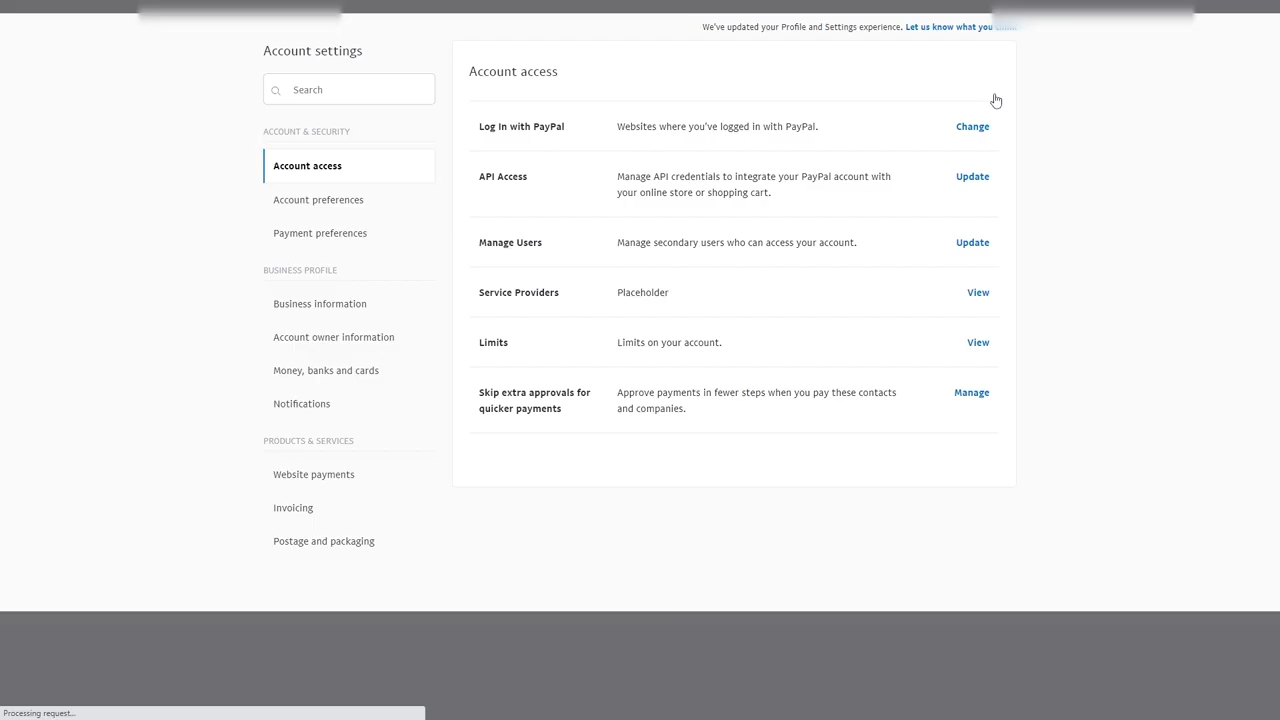 We've updated your Profile and Settings experience. Let us know what you
Account settings
Search
ACCOUNT & SECURITY
Account access
Account preferences
Payment preferences
BUSINESS PROFILE
Business information
Account owner information
Money, banks and cards
Notifications
PRODUCTS & SERVICES
Website payments
Invoicing
Postage and packaging
Account access
Log In with PayPal Websites where you've logged in with PayPal. Change
API Access Manage API credentials to integrate your PayPal account with Update
your online store or shopping cart.
Manage Users Manage secondary users who can access your account. Update
Service Providers Placeholder View
Limits Limits on your account. View
Skip extra approvals for Approve payments in fewer steps when you pay these contacts Manage
quicker payments and companies.
Processing request...